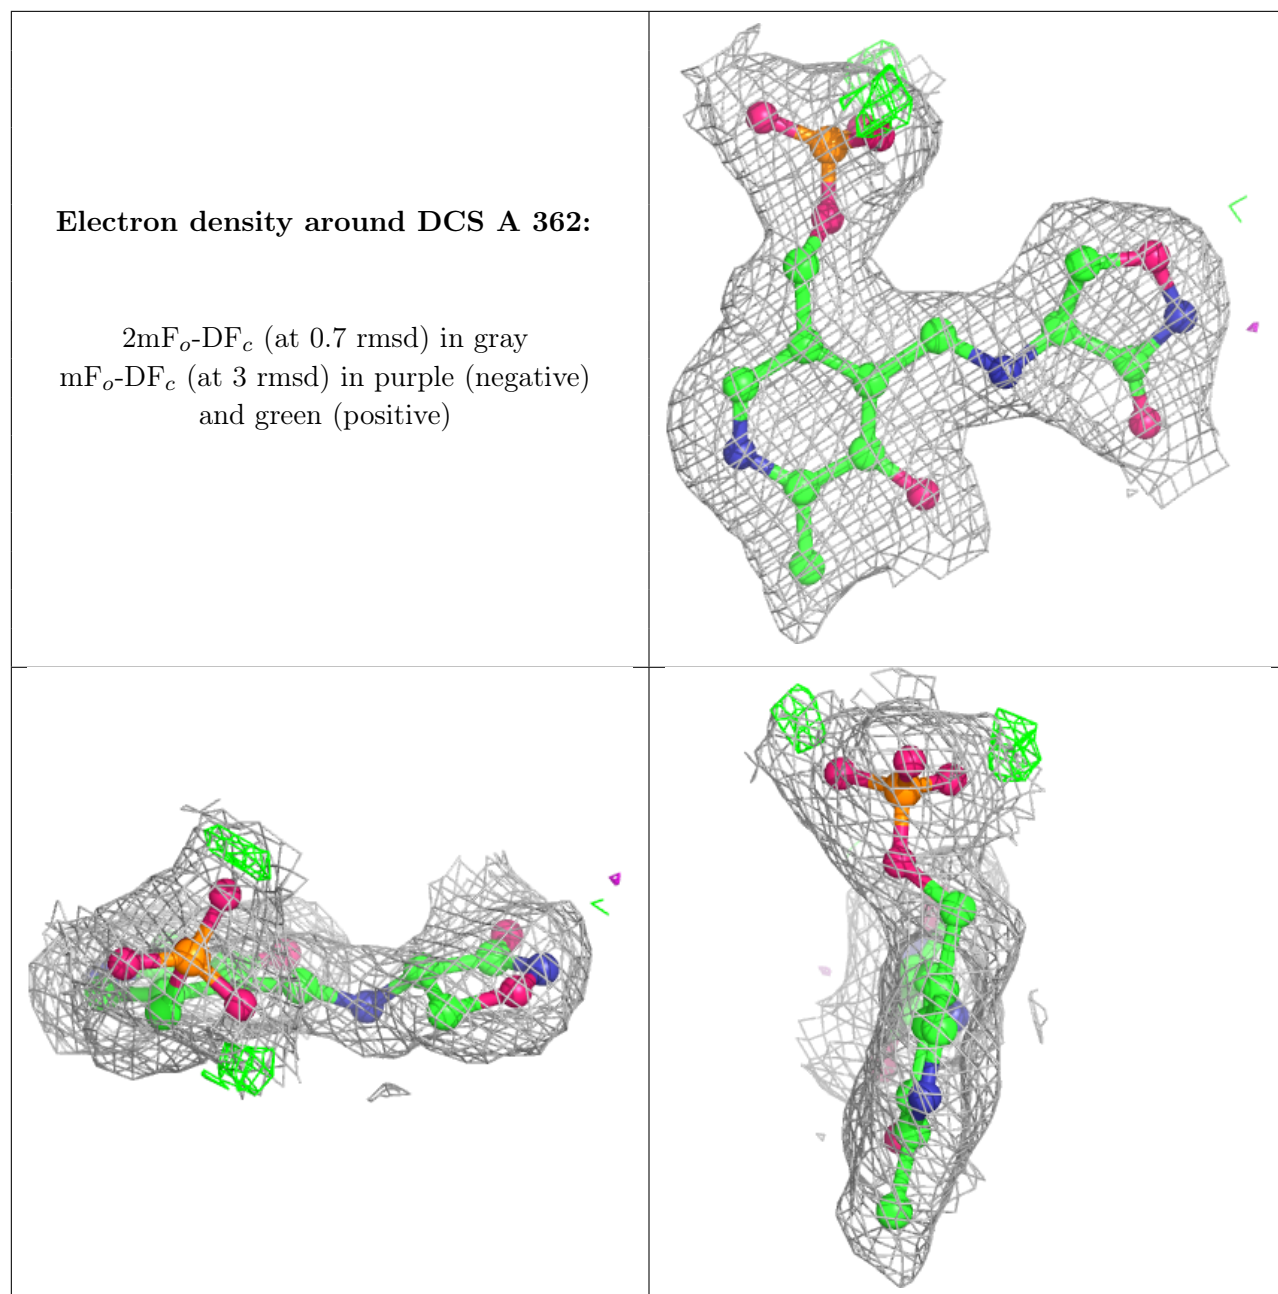 Electron density around DCS A 362:
2mFₒ-DF𝒸 (at 0.7 rmsd) in gray
mFₒ-DF𝒸 (at 3 rmsd) in purple (negative)
and green (positive)